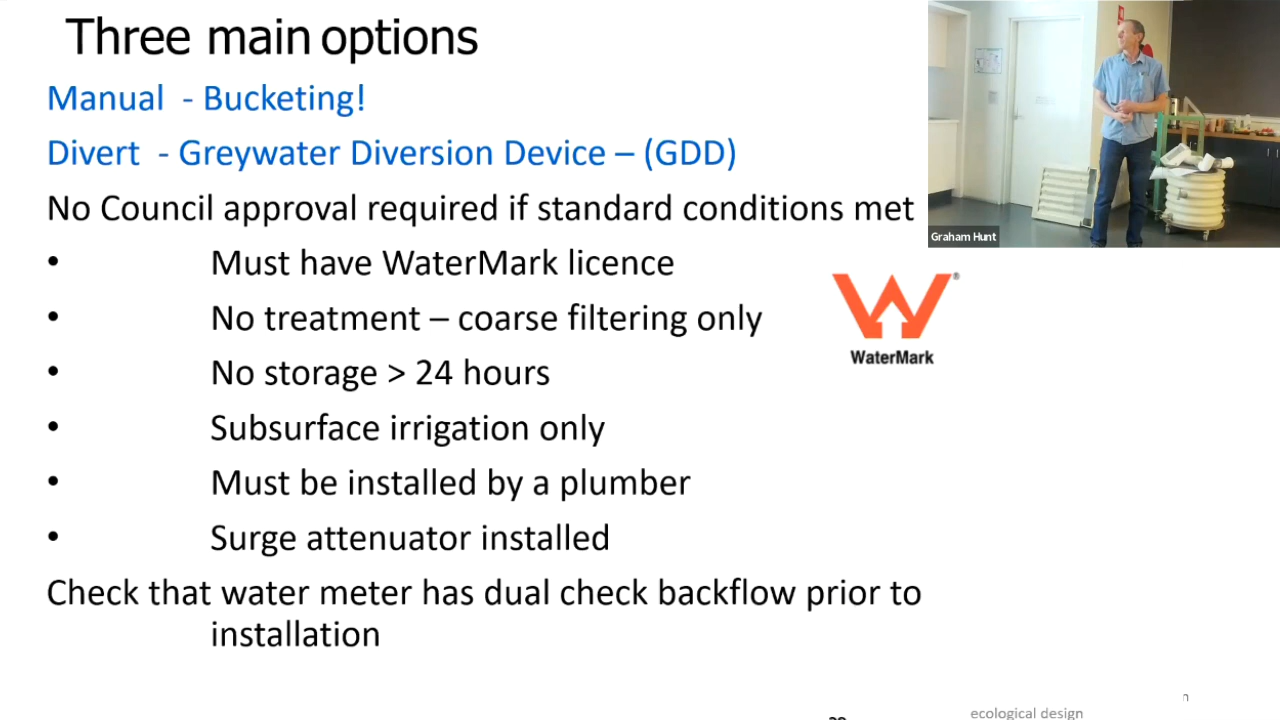 Three main options
Manual - Bucketing!
Divert - Greywater Diversion Device – (GDD)
No Council approval required if standard conditions met
• Must have WaterMark licence
• No treatment – coarse filtering only
• No storage > 24 hours
• Subsurface irrigation only
• Must be installed by a plumber
• Surge attenuator installed
Check that water meter has dual check backflow prior to
installation
Graham Hunt
®
WaterMark
ecological design